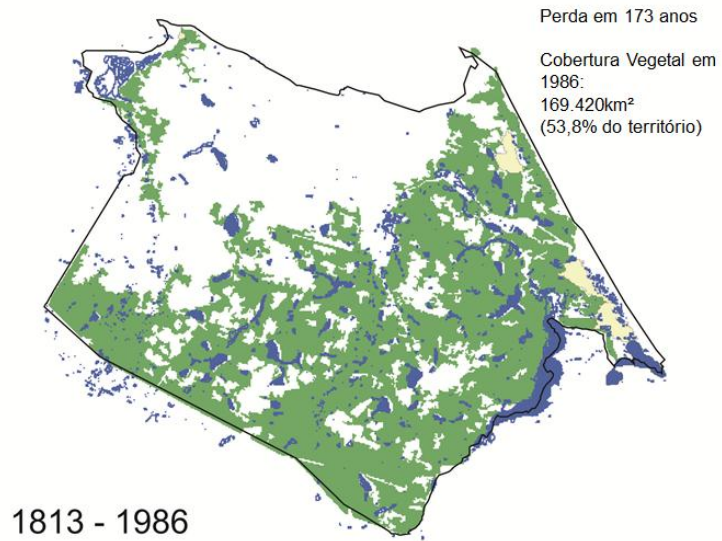 Perda em 173 anos
Cobertura Vegetal em
1986:
169.420km²
(53,8% do território)
1813 - 1986